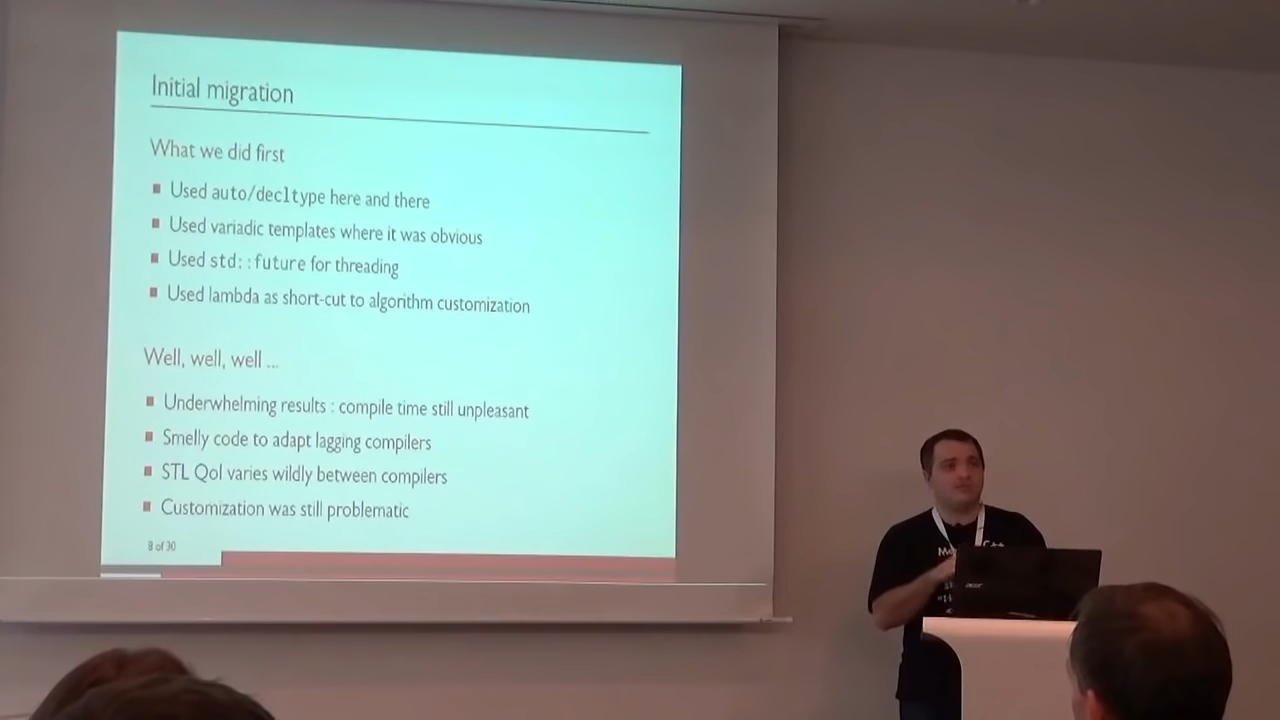 Initial migration
What we did first
Used auto/decltype here and there
Used variadic templates where it was obvious
Used std::future for threading
Used lambda as short-cut to algorithm customization
Well, well, well ...
Underwhelming results : compile time still unpleasant
Smelly code to adapt lagging compilers
STL QoI varies wildly between compilers
Customization was still problematic
8 of 30
C++
acer